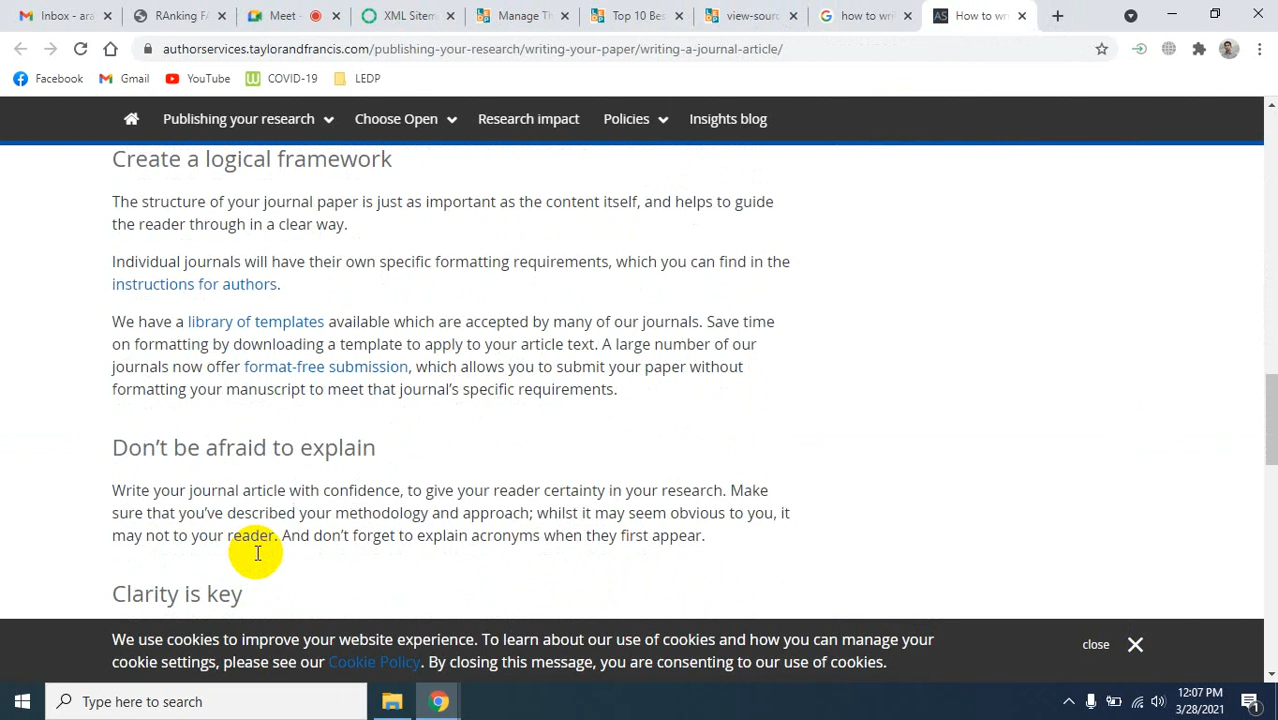 Inbox - ara
RAnking FA
Meet -
XML Sitem
Manage Th
Top 10 Bes
view-sourc
how to wri
How to wr
authorservices.taylorandfrancis.com/publishing-your-research/writing-your-paper/writing-a-journal-article/
Facebook
Gmail
YouTube
COVID-19
LEDP
Publishing your research
Choose Open
Research impact
Policies
Insights blog
Create a logical framework
The structure of your journal paper is just as important as the content itself, and helps to guide
the reader through in a clear way.
Individual journals will have their own specific formatting requirements, which you can find in the
instructions for authors.
We have a library of templates available which are accepted by many of our journals. Save time
on formatting by downloading a template to apply to your article text. A large number of our
journals now offer format-free submission, which allows you to submit your paper without
formatting your manuscript to meet that journal's specific requirements.
Don't be afraid to explain
Write your journal article with confidence, to give your reader certainty in your research. Make
sure that you've described your methodology and approach; whilst it may seem obvious to you, it
may not to your reader. And don't forget to explain acronyms when they first appear.
Clarity is key
We use cookies to improve your website experience. To learn about our use of cookies and how you can manage your
cookie settings, please see our Cookie Policy. By closing this message, you are consenting to our use of cookies.
close
Type here to search
12:07 PM
3/28/2021
1